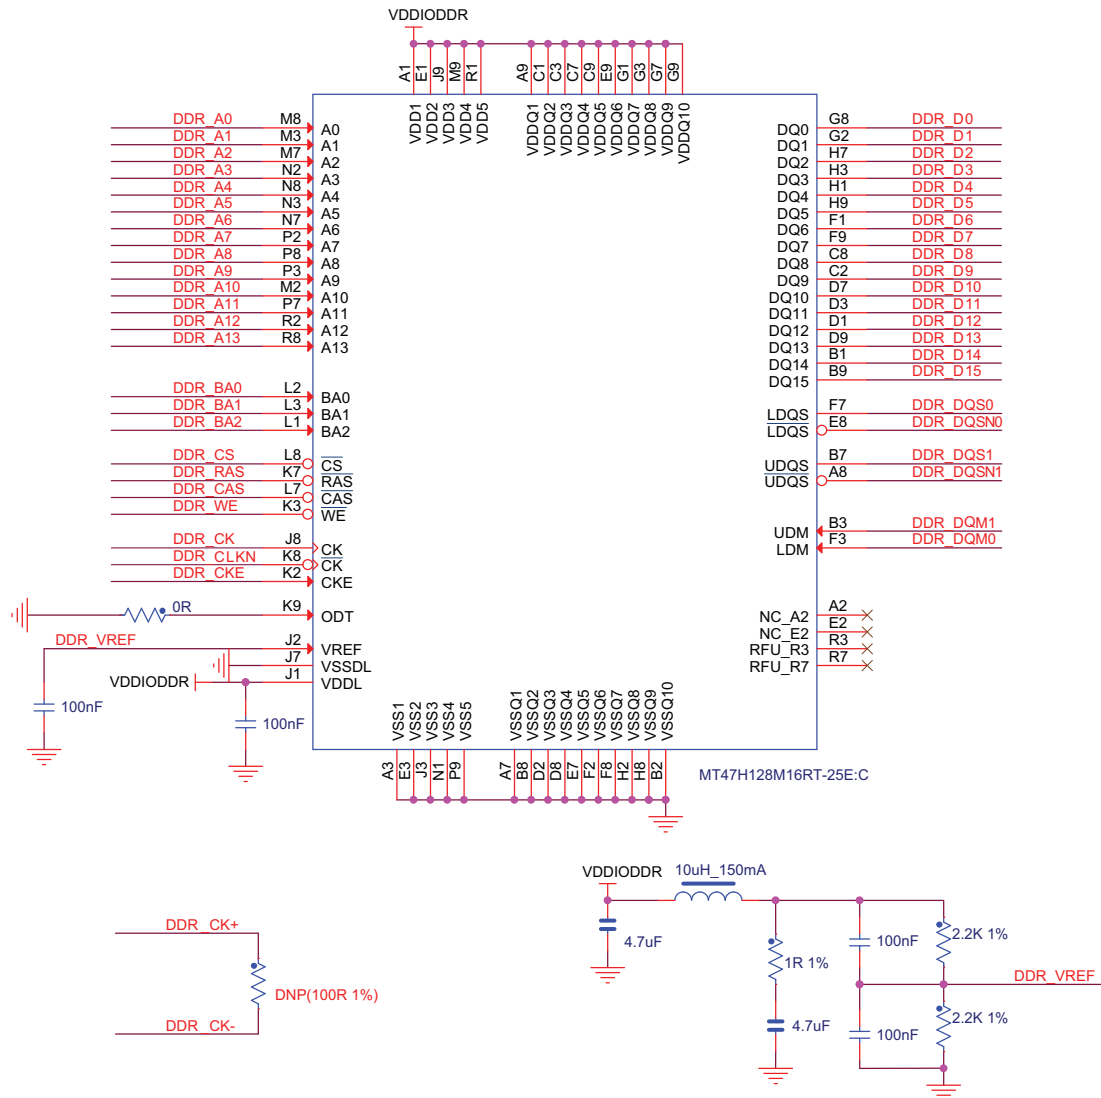 VDDIODDR
A1 E1 J9 M9 R1 A9 C1 C3 C7 C9 E9 G1 G3 G7 G9
VDD1 VDD2 VDD3 VDD4 VDD5 VDDQ1 VDDQ2 VDDQ3 VDDQ4 VDDQ5 VDDQ6 VDDQ7 VDDQ8 VDDQ9 VDDQ10
DDR_A0 M8 A0
DDR_A1 M3 A1
DDR_A2 M7 A2
DDR_A3 N2 A3
DDR_A4 N8 A4
DDR_A5 N3 A5
DDR_A6 N7 A6
DDR_A7 P2 A7
DDR_A8 P8 A8
DDR_A9 P3 A9
DDR_A10 M2 A10
DDR_A11 P7 A11
DDR_A12 R2 A12
DDR_A13 R8 A13
DDR_BA0 L2 BA0
DDR_BA1 L3 BA1
DDR_BA2 L1 BA2
DDR_CS L8 CS
DDR_RAS K7 RAS
DDR_CAS L7 CAS
DDR_WE K3 WE
DDR_CK J8 CK
DDR_CLKN K8 CK
DDR_CKE K2 CKE
0R K9 ODT
DDR_VREF J2 VREF
J7 VSSDL
VDDIODDR J1 VDDL
100nF
100nF
DQ0 G8 DDR_D0
DQ1 G2 DDR_D1
DQ2 H7 DDR_D2
DQ3 H3 DDR_D3
DQ4 H1 DDR_D4
DQ5 H9 DDR_D5
DQ6 F1 DDR_D6
DQ7 F9 DDR_D7
DQ8 C8 DDR_D8
DQ9 C2 DDR_D9
DQ10 D7 DDR_D10
DQ11 D3 DDR_D11
DQ12 D1 DDR_D12
DQ13 D9 DDR_D13
DQ14 B1 DDR_D14
DQ15 B9 DDR_D15
LDQS F7 DDR_DQS0
LDQS E8 DDR_DQSN0
UDQS B7 DDR_DQS1
UDQS A8 DDR_DQSN1
UDM B3 DDR_DQM1
LDM F3 DDR_DQM0
NC_A2 A2
NC_E2 E2
RFU_R3 R3
RFU_R7 R7
VSS1 VSS2 VSS3 VSS4 VSS5 VSSQ1 VSSQ2 VSSQ3 VSSQ4 VSSQ5 VSSQ6 VSSQ7 VSSQ8 VSSQ9 VSSQ10
A3 E3 J3 N1 P9 A7 B8 D2 D8 E7 F2 F8 H2 H8 B2
MT47H128M16RT-25E:C
DDR_CK+
DNP(100R 1%)
DDR_CK-
VDDIODDR
10uH_150mA
4.7uF
1R 1%
4.7uF
100nF
2.2K 1%
DDR_VREF
100nF
2.2K 1%